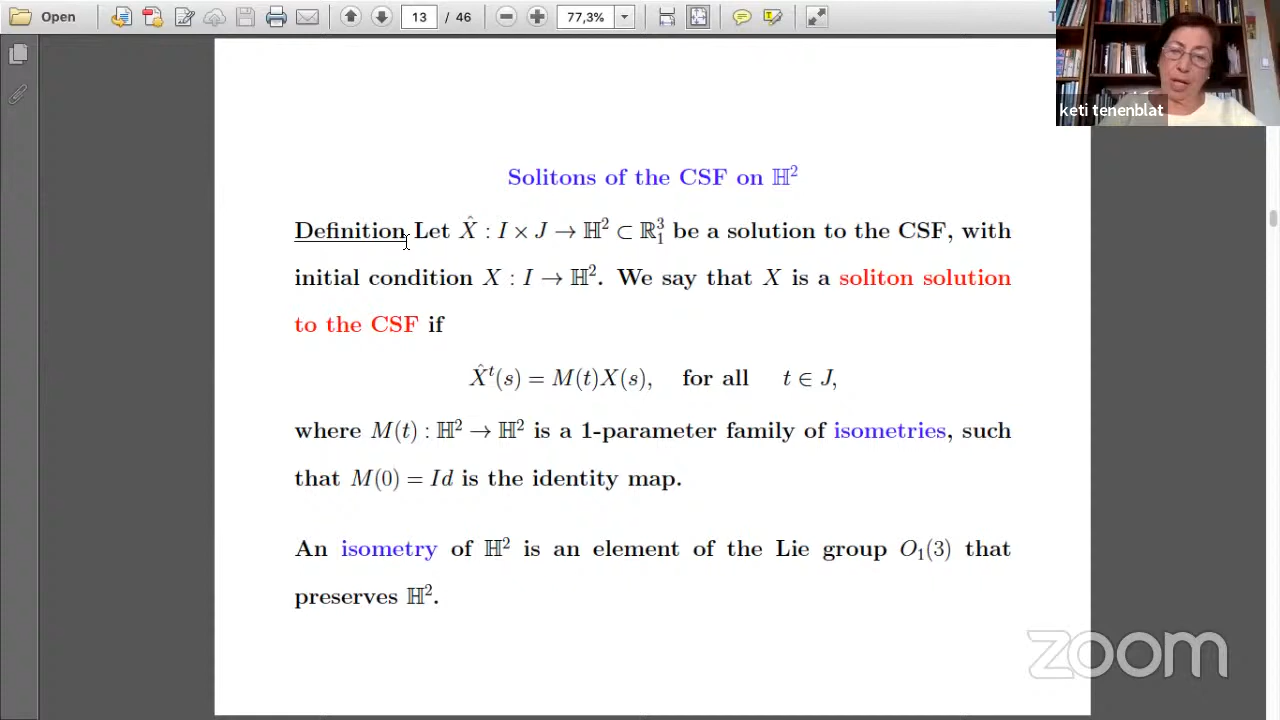 Open
13 / 46
77,3%
T
keti tenenblat
Solitons of the CSF on ℍ²
Definition Let X̂ : I × J → ℍ² ⊂ ℝ³₁ be a solution to the CSF, with
initial condition X : I → ℍ². We say that X is a soliton solution
to the CSF if
X̂ᵗ(s) = M(t)X(s), for all t ∈ J,
where M(t) : ℍ² → ℍ² is a 1-parameter family of isometries, such
that M(0) = Id is the identity map.
An isometry of ℍ² is an element of the Lie group O₁(3) that
preserves ℍ².
zoom